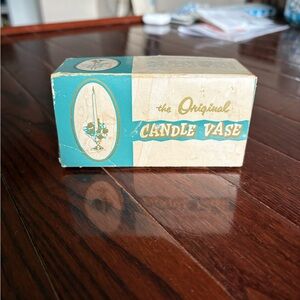 the Original
CANDLE VASE